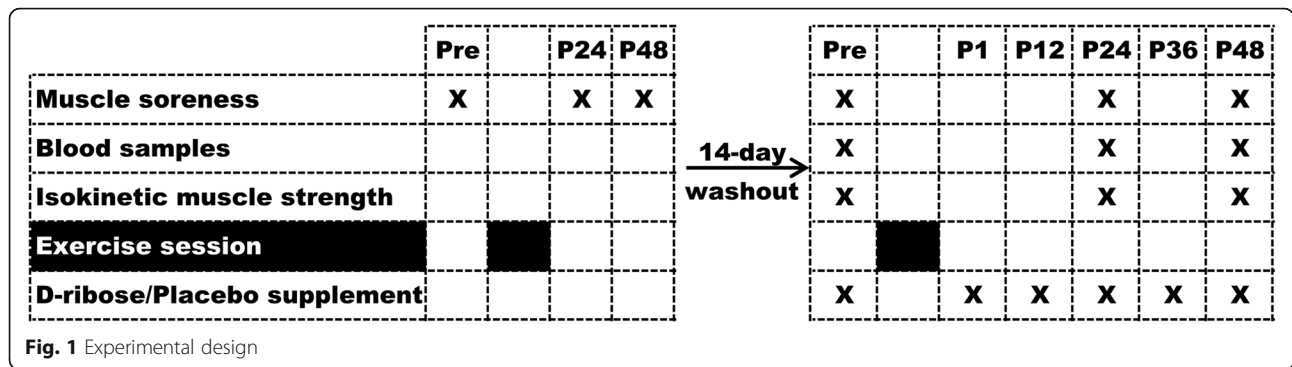 Pre P24 P48 Pre P1 P12 P24 P36 P48
Muscle soreness X X X X X X
Blood samples X X X
14-day
washout
Isokinetic muscle strength X X X
Exercise session
D-ribose/Placebo supplement X X X X X X
Fig. 1 Experimental design